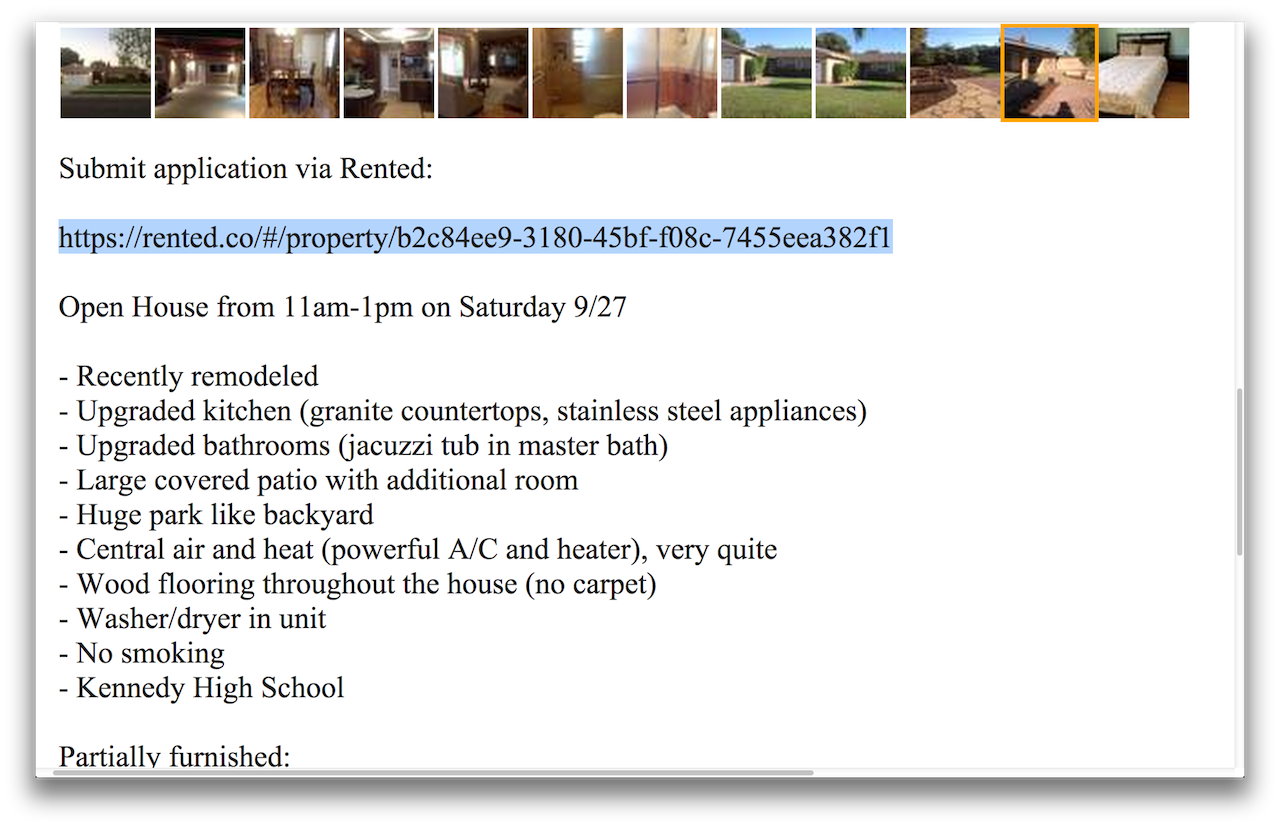 Submit application via Rented:
https://rented.co/#/property/b2c84ee9-3180-45bf-f08c-7455eea382f1
Open House from 11am-1pm on Saturday 9/27
- Recently remodeled
- Upgraded kitchen (granite countertops, stainless steel appliances)
- Upgraded bathrooms (jacuzzi tub in master bath)
- Large covered patio with additional room
- Huge park like backyard
- Central air and heat (powerful A/C and heater), very quite
- Wood flooring throughout the house (no carpet)
- Washer/dryer in unit
- No smoking
- Kennedy High School
Partially furnished: